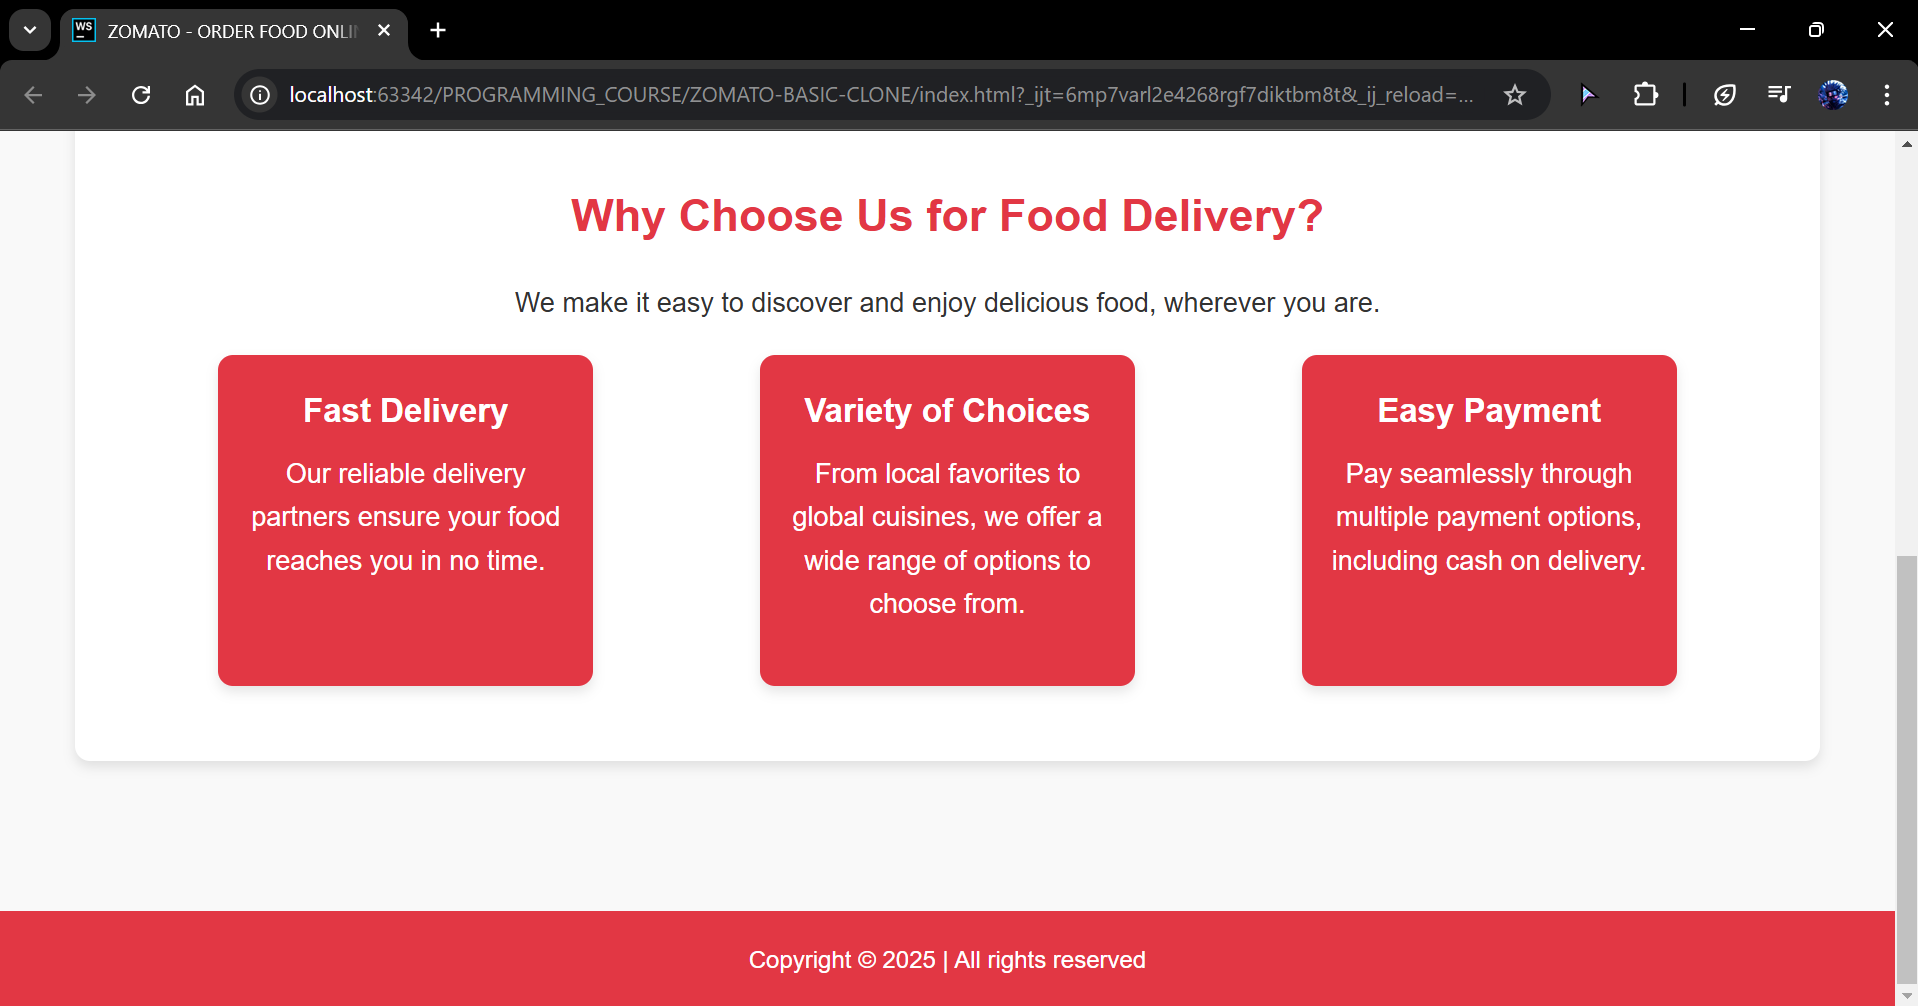 WS
ZOMATO - ORDER FOOD ONLI
localhost:63342/PROGRAMMING_COURSE/ZOMATO-BASIC-CLONE/index.html?_ijt=6mp7varl2e4268rgf7diktbm8t&_ij_reload=...
Why Choose Us for Food Delivery?
We make it easy to discover and enjoy delicious food, wherever you are.
Fast Delivery
Our reliable delivery
partners ensure your food
reaches you in no time.
Variety of Choices
From local favorites to
global cuisines, we offer a
wide range of options to
choose from.
Easy Payment
Pay seamlessly through
multiple payment options,
including cash on delivery.
Copyright © 2025 | All rights reserved